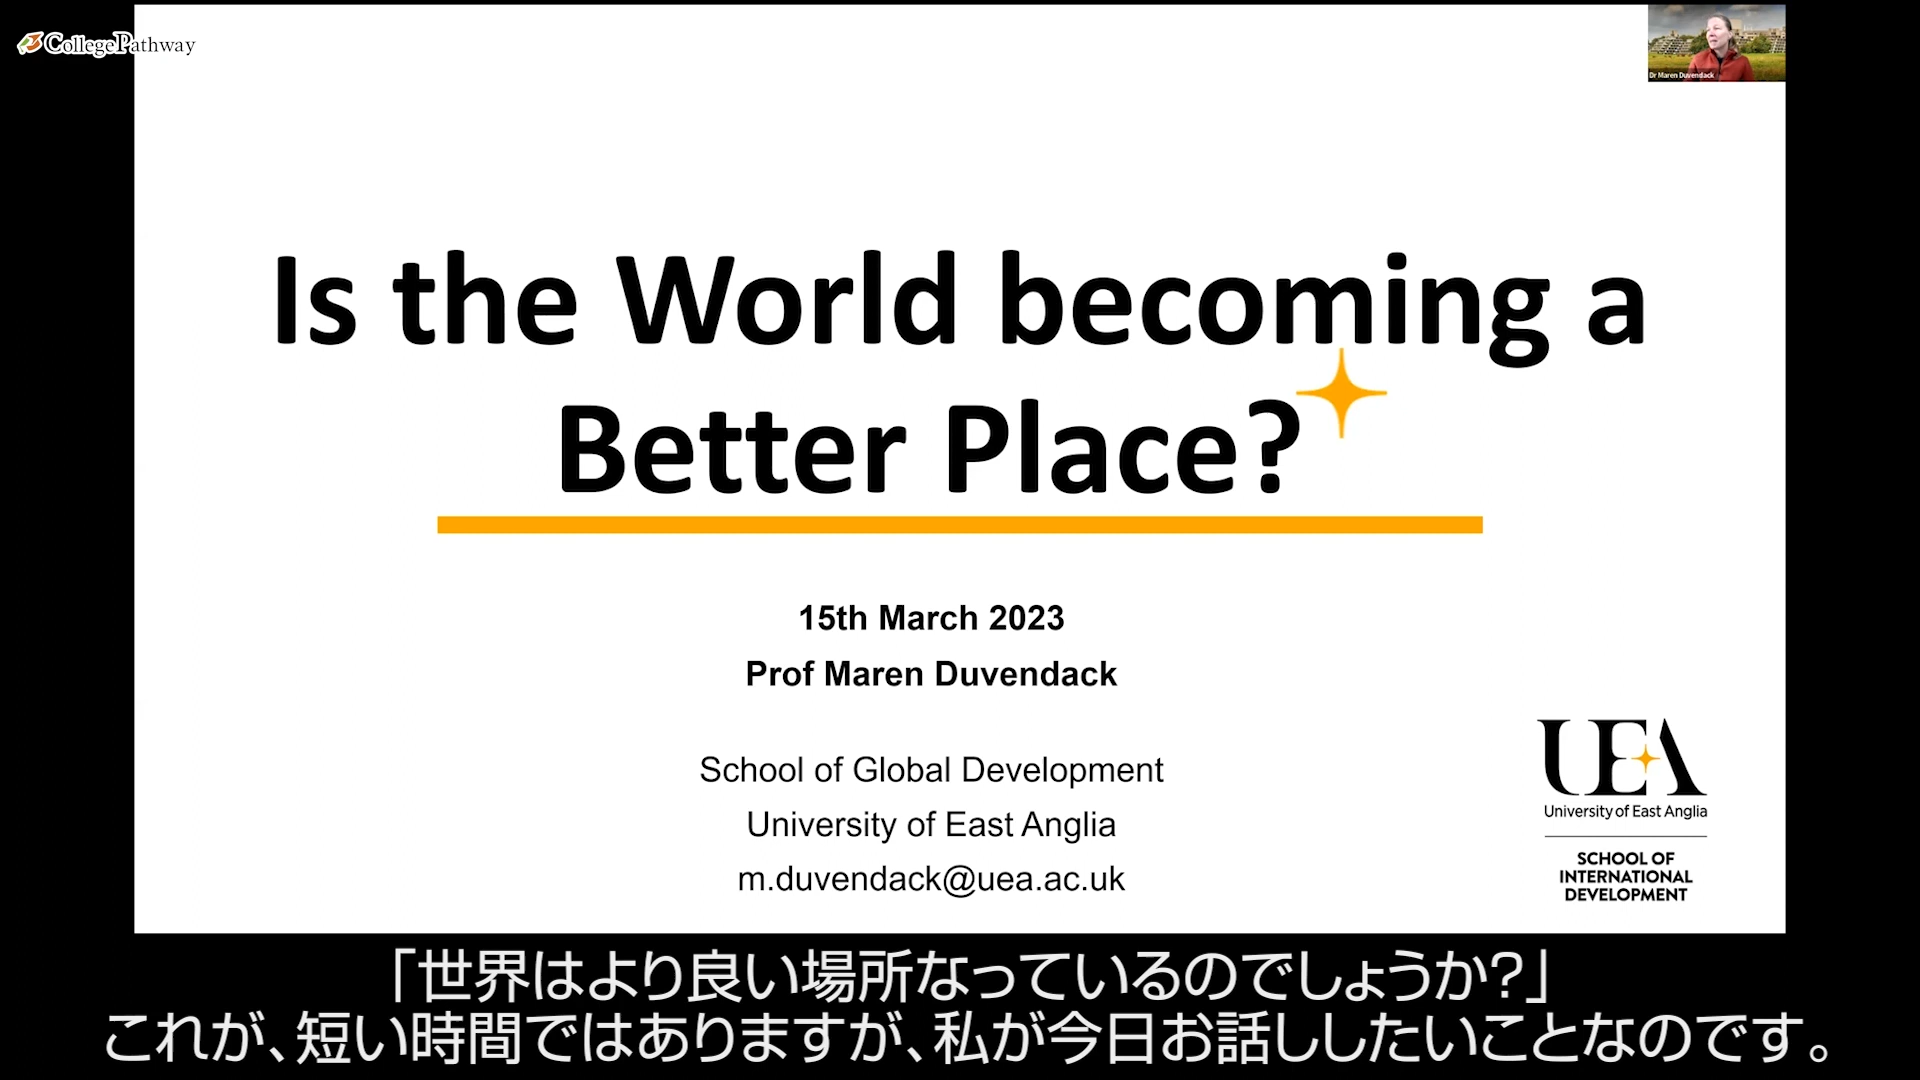 CollegePathway
Dr Maren Duvendack
Is the World becoming a
Better Place?
15th March 2023
Prof Maren Duvendack
School of Global Development
University of East Anglia
m.duvendack@uea.ac.uk
UEA
University of East Anglia
SCHOOL OF
INTERNATIONAL
DEVELOPMENT
「世界はより良い場所なっているのでしょうか?」
これが、短い時間ではありますが、私が今日お話ししたいことなのです。